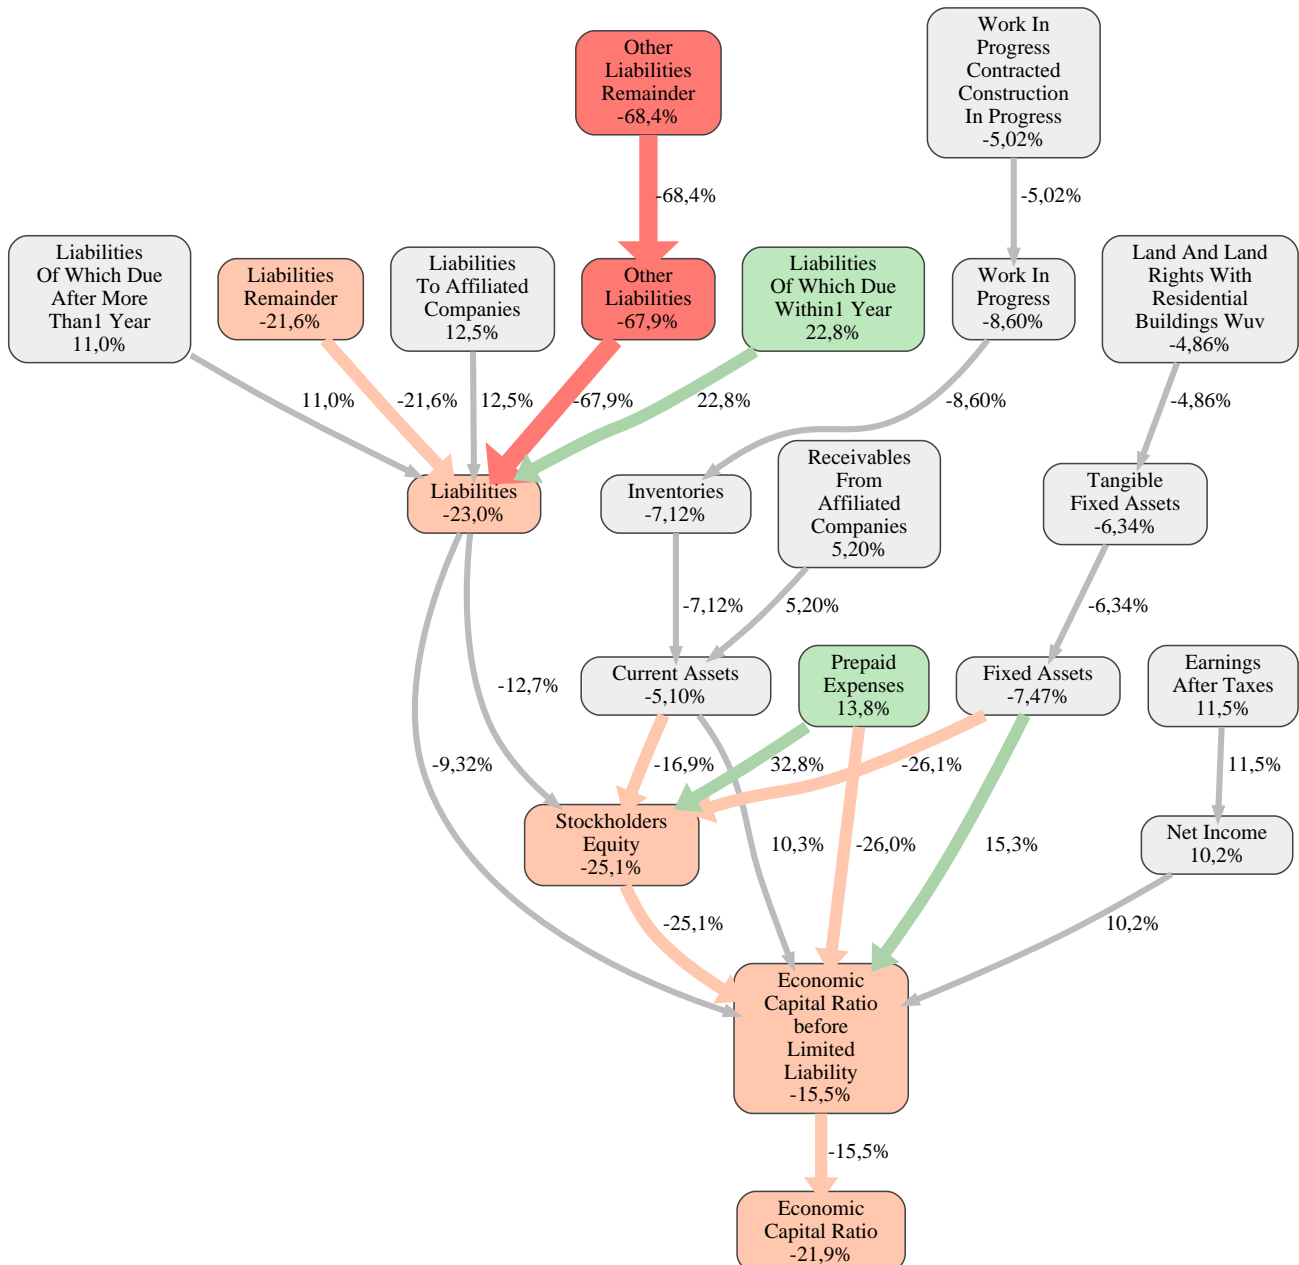 Other
Liabilities
Remainder
-68,4%
Work In
Progress
Contracted
Construction
In Progress
-5,02%
-68,4%
-5,02%
Liabilities
Of Which Due
After More
Than1 Year
11,0%
Liabilities
Remainder
-21,6%
Liabilities
To Affiliated
Companies
12,5%
Other
Liabilities
-67,9%
Liabilities
Of Which Due
Within1 Year
22,8%
Work In
Progress
-8,60%
Land And Land
Rights With
Residential
Buildings Wuv
-4,86%
11,0%
-21,6%
12,5%
-67,9%
22,8%
-8,60%
-4,86%
Liabilities
-23,0%
Inventories
-7,12%
Receivables
From
Affiliated
Companies
5,20%
Tangible
Fixed Assets
-6,34%
-7,12%
5,20%
-6,34%
-12,7%
Current Assets
-5,10%
Prepaid
Expenses
13,8%
Fixed Assets
-7,47%
Earnings
After Taxes
11,5%
-9,32%
-16,9%
32,8%
-26,1%
11,5%
Stockholders
Equity
-25,1%
10,3%
-26,0%
15,3%
Net Income
10,2%
-25,1%
10,2%
Economic
Capital Ratio
before
Limited
Liability
-15,5%
-15,5%
Economic
Capital Ratio
-21,9%